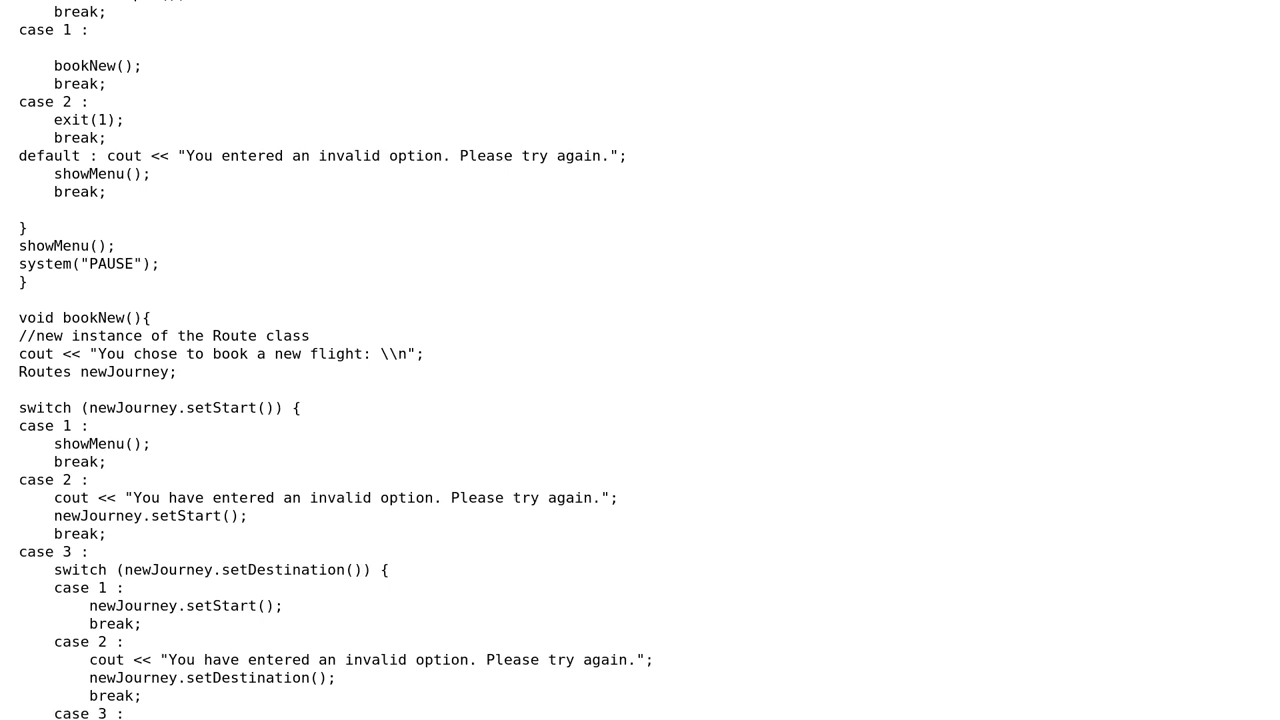 break;
case 1 :

    bookNew();
    break;
case 2 :
    exit(1);
    break;
default : cout << "You entered an invalid option. Please try again.";
    showMenu();
    break;

}
showMenu();
system("PAUSE");
}

void bookNew(){
//new instance of the Route class
cout << "You chose to book a new flight: \\n";
Routes newJourney;

switch (newJourney.setStart()) {
case 1 :
    showMenu();
    break;
case 2 :
    cout << "You have entered an invalid option. Please try again.";
    newJourney.setStart();
    break;
case 3 :
    switch (newJourney.setDestination()) {
    case 1 :
        newJourney.setStart();
        break;
    case 2 :
        cout << "You have entered an invalid option. Please try again.";
        newJourney.setDestination();
        break;
    case 3 :